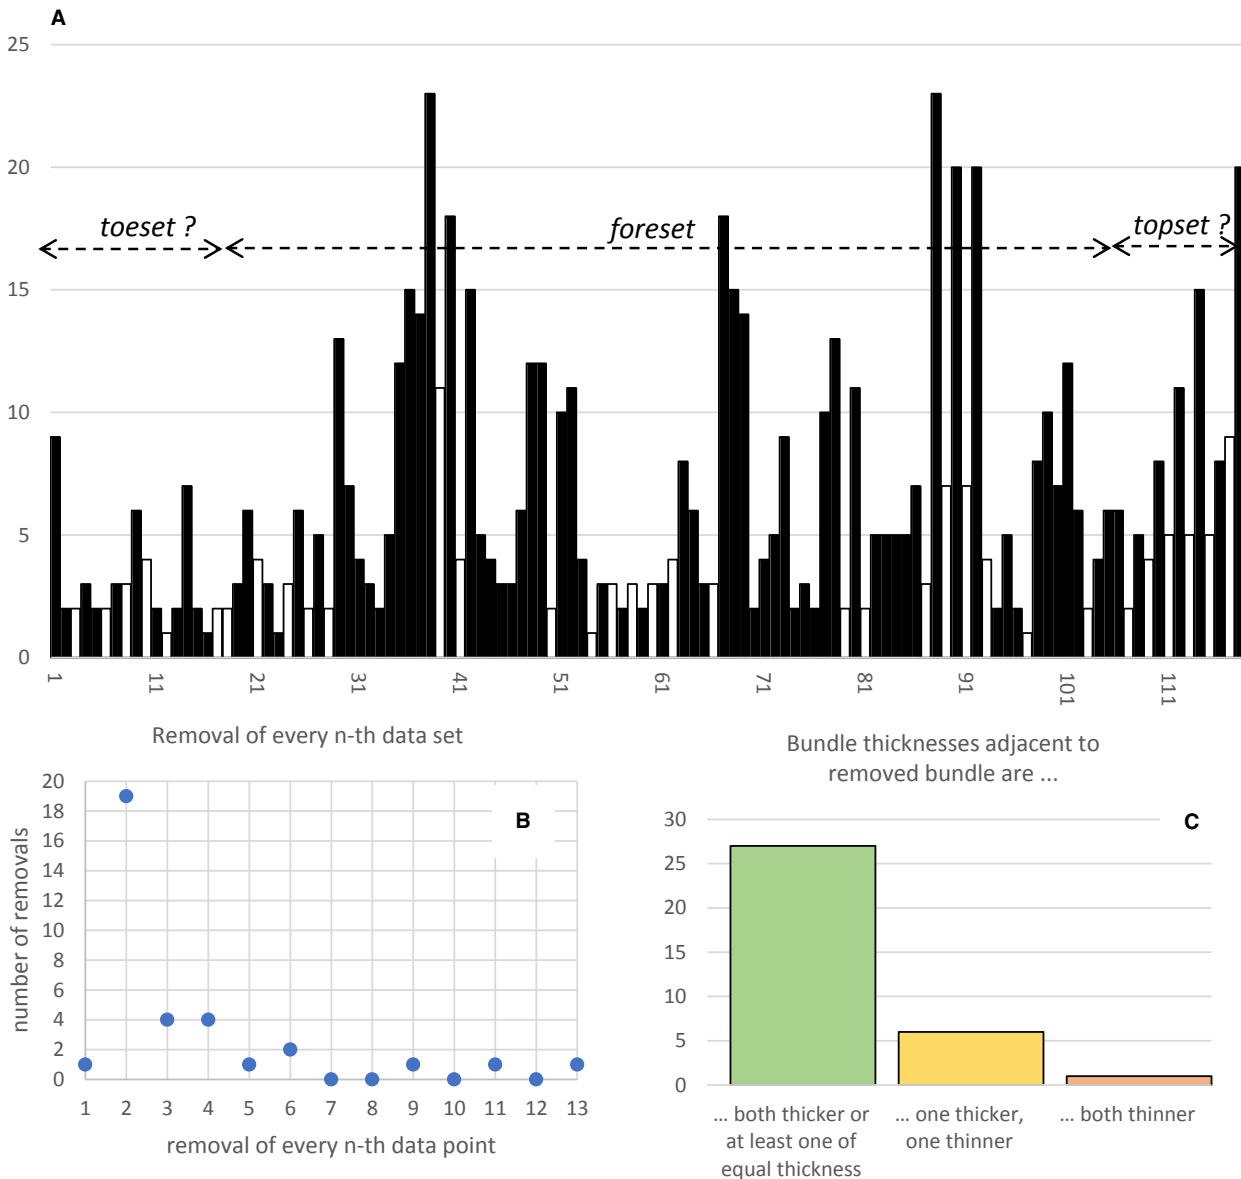 A
25
20
15
10
5
0
toeset ?
foreset
topset ?
1 11 21 31 41 51 61 71 81 91 101 111
Removal of every n-th data set
B
number of removals
20
18
16
14
12
10
8
6
4
2
0
1 2 3 4 5 6 7 8 9 10 11 12 13
removal of every n-th data point
Bundle thicknesses adjacent to
removed bundle are ...
C
30
25
20
15
10
5
0
... both thicker or
at least one of
equal thickness
... one thicker,
one thinner
... both thinner